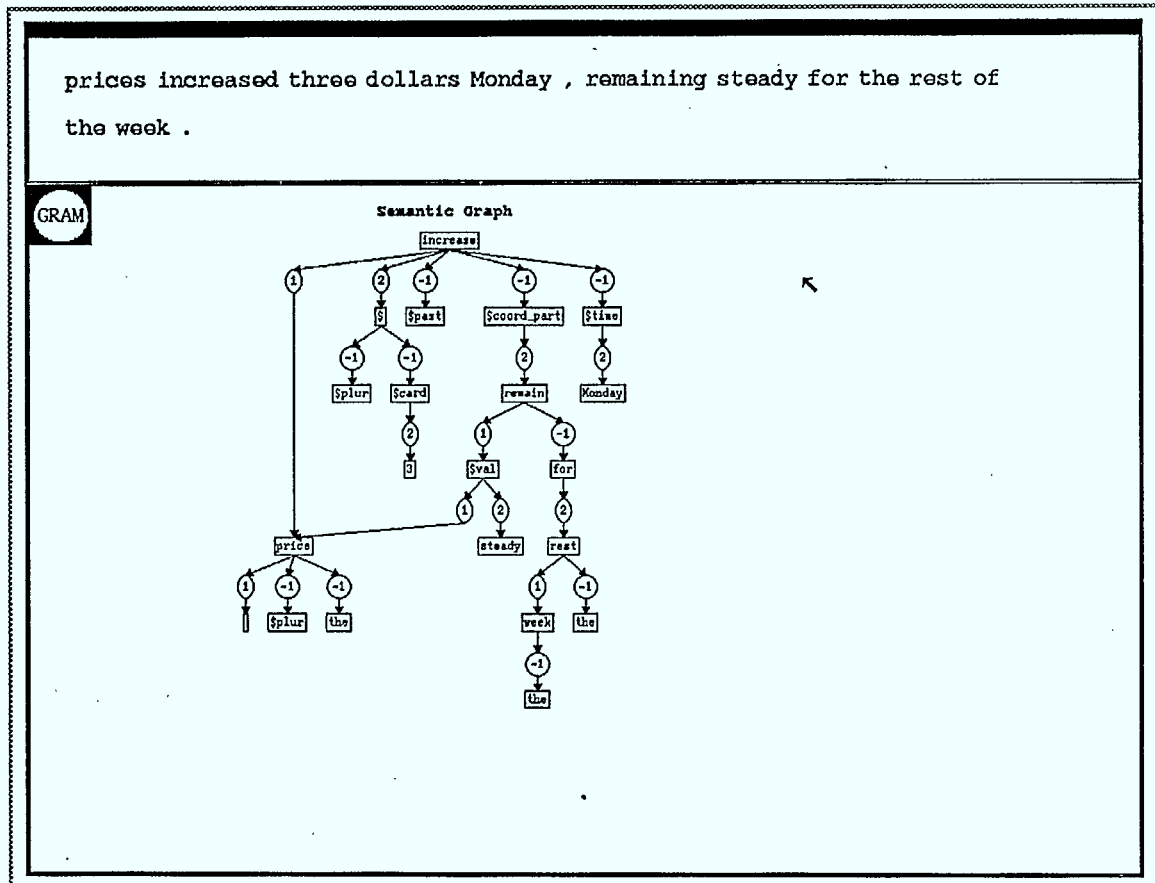 prices increased three dollars Monday , remaining steady for the rest of
the week .
GRAM
Semantic Graph
increase
1 2 -1 -1 -1
$ $past $coord_part $time
-1 -1 2 2
$plur $card remain Monday
2 1 -1
3 $val for
1 2 2
price steady rest
1 -1 -1 1 -1
$plur the week the
-1
the